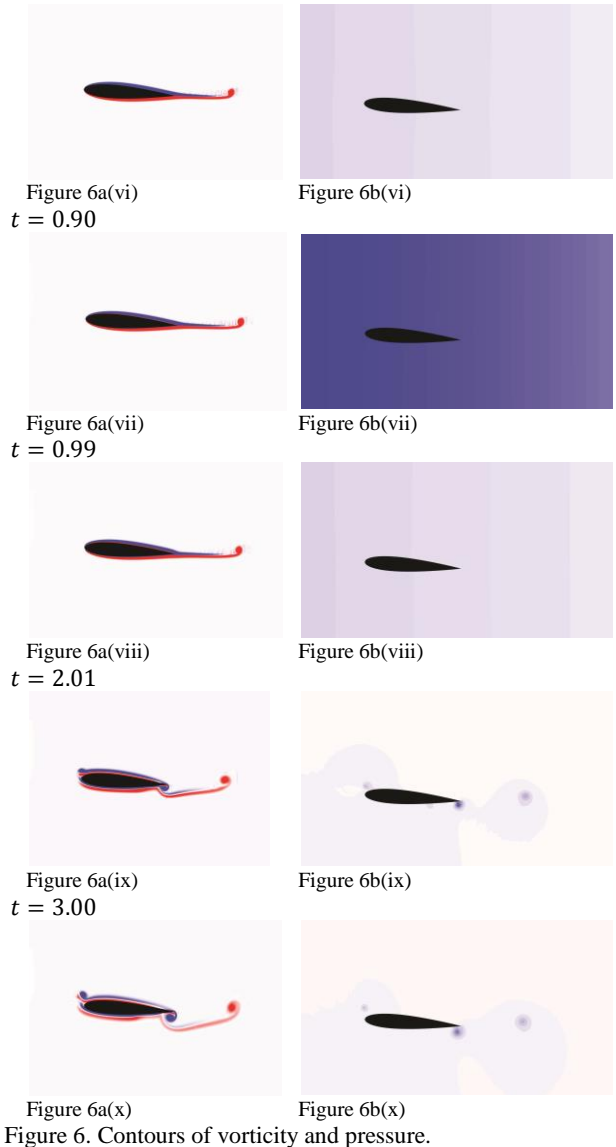 Figure 6a(vi) Figure 6b(vi)
t = 0.90
Figure 6a(vii) Figure 6b(vii)
t = 0.99
Figure 6a(viii) Figure 6b(viii)
t = 2.01
Figure 6a(ix) Figure 6b(ix)
t = 3.00
Figure 6a(x) Figure 6b(x)
Figure 6. Contours of vorticity and pressure.